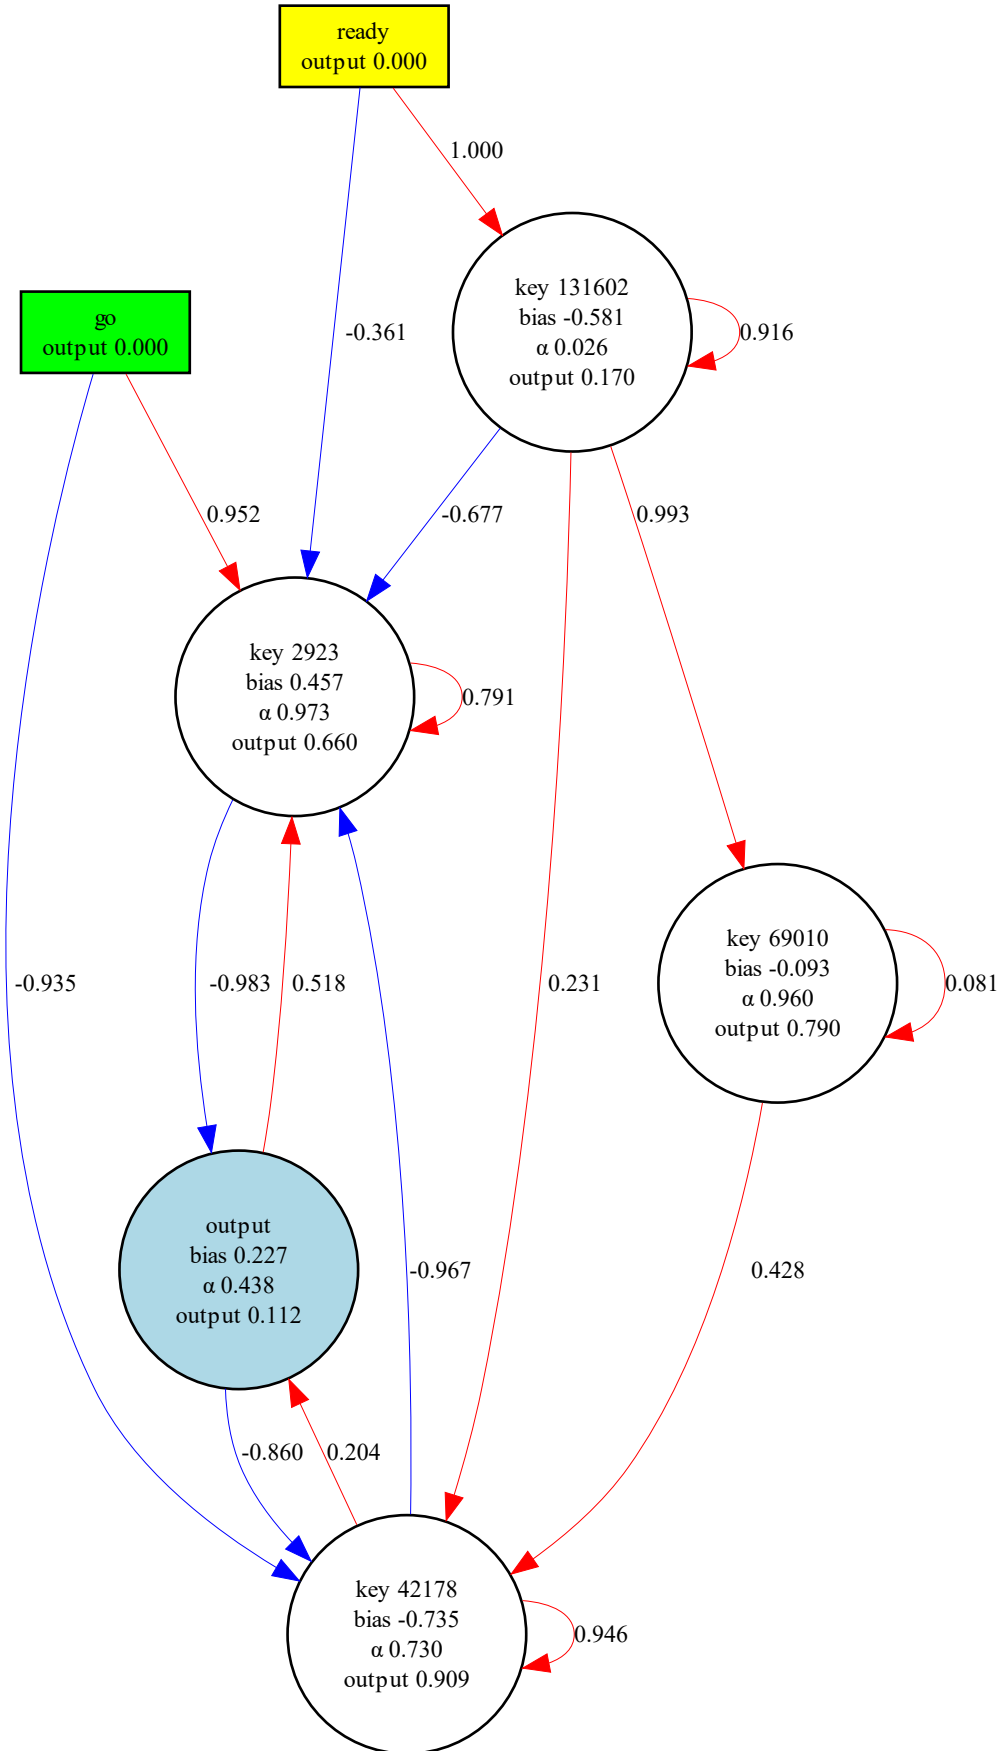 ready
output 0.000
1.000
key 131602
bias -0.581
α 0.026
output 0.170
0.916
go
output 0.000
-0.361
0.952
-0.677
0.993
key 2923
bias 0.457
α 0.973
output 0.660
0.791
key 69010
bias -0.093
α 0.960
output 0.790
0.081
-0.935
-0.983
0.518
0.231
output
bias 0.227
α 0.438
output 0.112
-0.967
0.428
-0.860
0.204
key 42178
bias -0.735
α 0.730
output 0.909
0.946